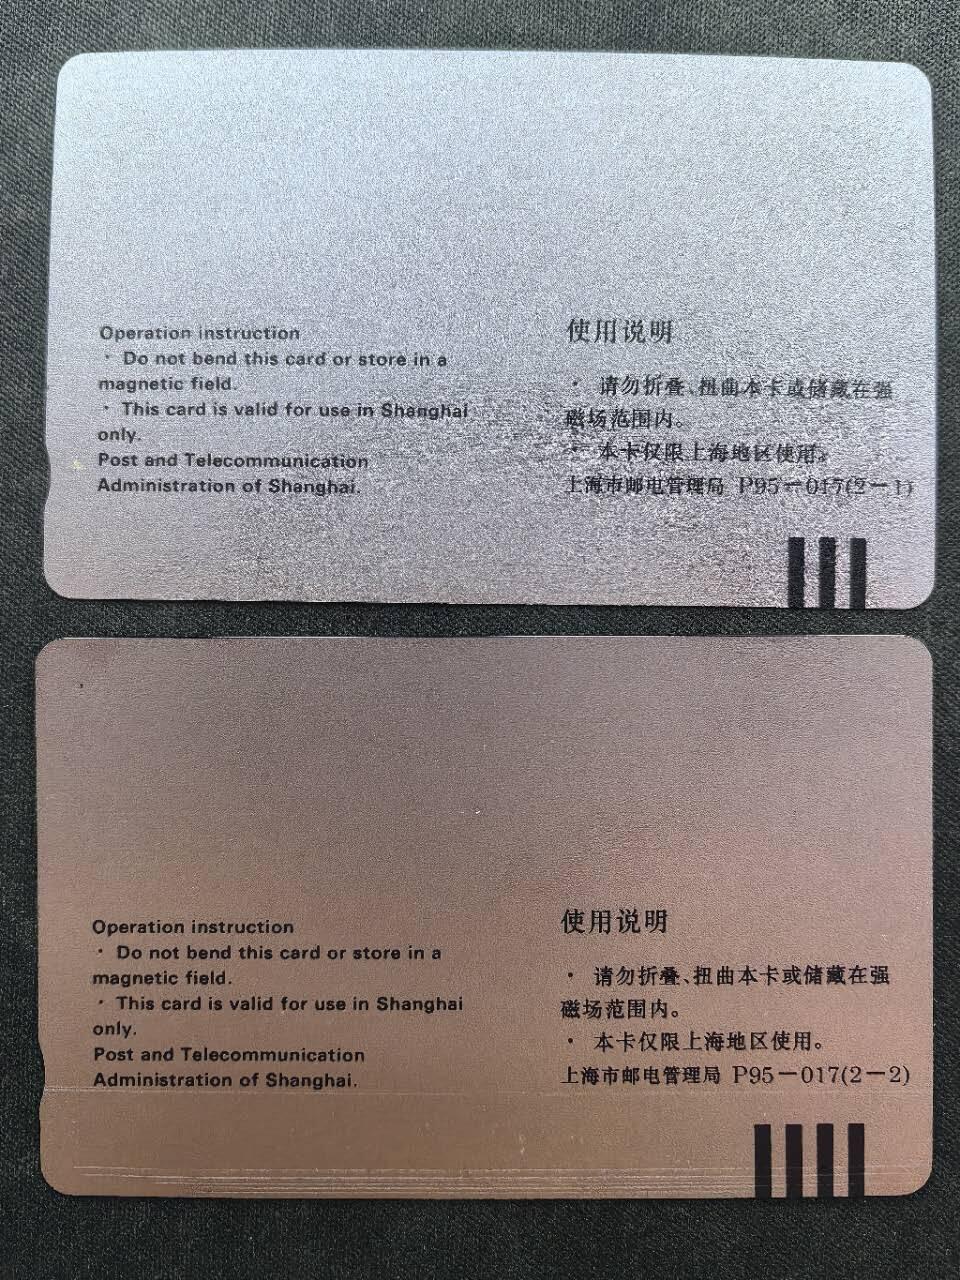 Operation instruction
· Do not bend this card or store in a
magnetic field.
· This card is valid for use in Shanghai
only.
Post and Telecommunication
Administration of Shanghai.
使用说明
· 请勿折叠、扭曲本卡或储藏在强
磁场范围内。
· 本卡仅限上海地区使用。
上海市邮电管理局 P95-017(2-1)
Operation instruction
· Do not bend this card or store in a
magnetic field.
· This card is valid for use in Shanghai
only.
Post and Telecommunication
Administration of Shanghai.
使用说明
· 请勿折叠、扭曲本卡或储藏在强
磁场范围内。
· 本卡仅限上海地区使用。
上海市邮电管理局 P95-017(2-2)